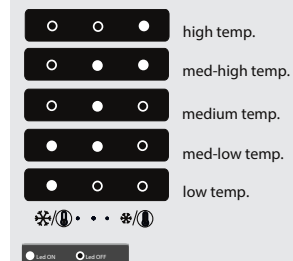 high temp.
med-high temp.
medium temp.
med-low temp.
low temp.
Led ON Led OFF